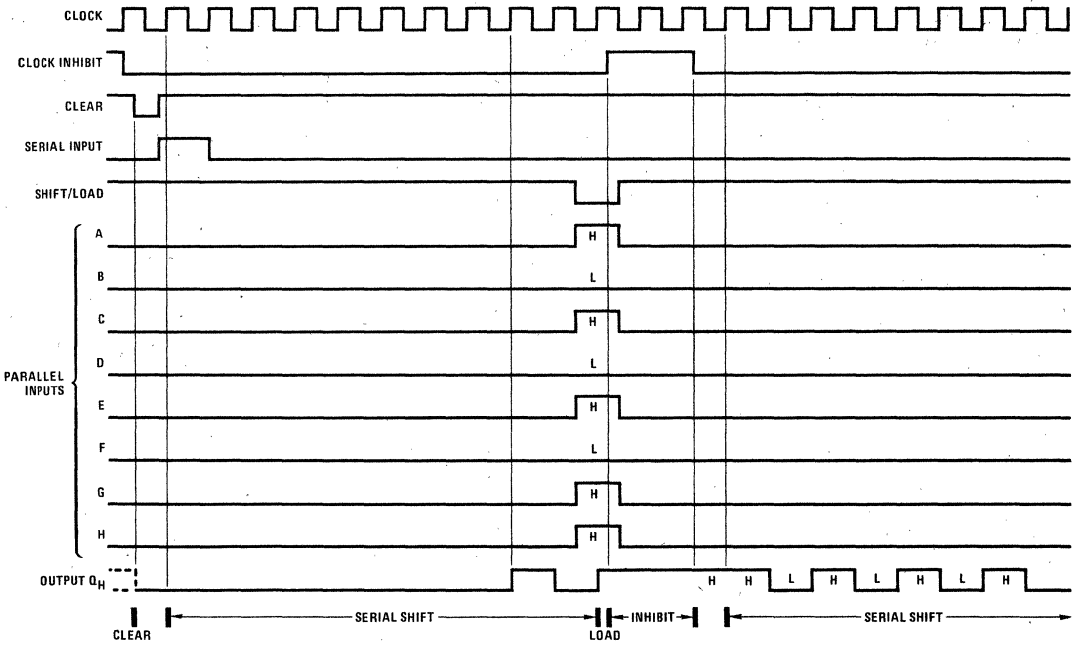 CLOCK
CLOCK INHIBIT
CLEAR
SERIAL INPUT
SHIFT/LOAD
PARALLEL
INPUTS
A
H
B
L
C
H
D
L
E
H
F
L
G
H
H
H
OUTPUT QH
H H L H L H L H
CLEAR
SERIAL SHIFT
LOAD
INHIBIT
SERIAL SHIFT